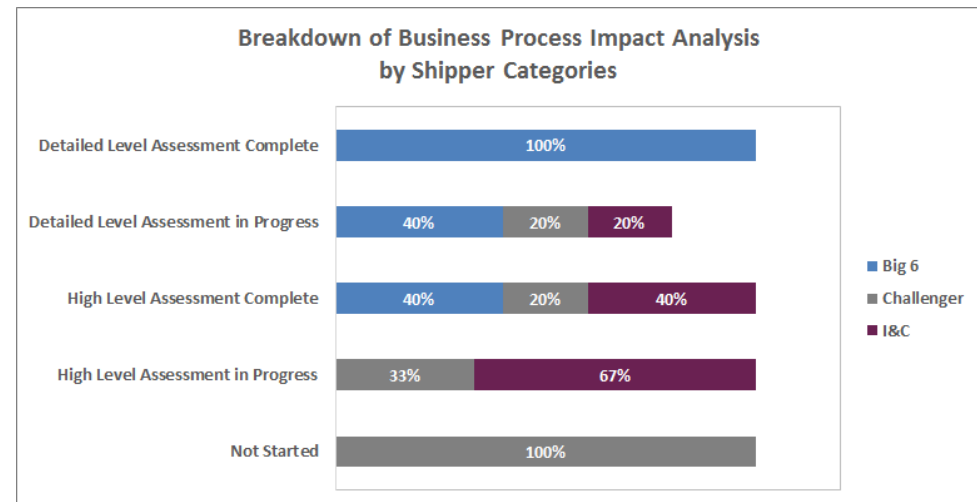 Breakdown of Business Process Impact Analysis
by Shipper Categories
Detailed Level Assessment Complete
100%
Detailed Level Assessment in Progress
40%
20%
20%
High Level Assessment Complete
40%
20%
40%
High Level Assessment in Progress
33%
67%
Not Started
100%
Big 6
Challenger
I&C